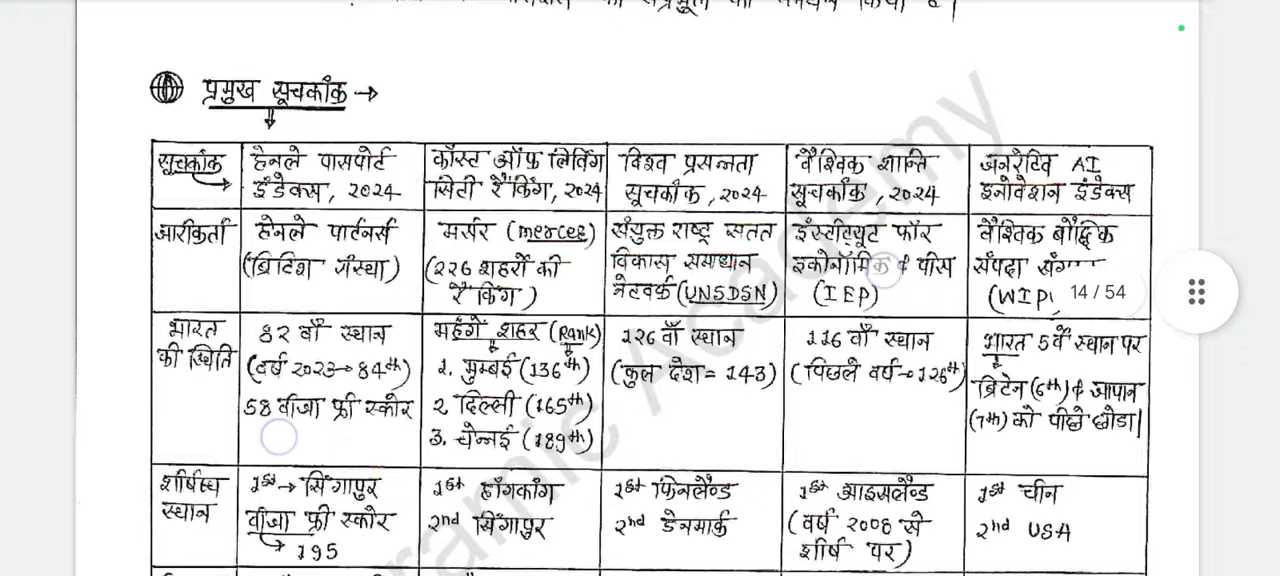 प्रमुख सूचकांक →
सूचकांक
हेनले पासपोर्ट
इंडेक्स, 2024
कॉस्ट ऑफ लिविंग
सिटी रैंकिंग, 2024
विश्व प्रसन्नता
सूचकांक, 2024
वैश्विक शान्ति
सूचकांक, 2024
जनरेटिव AI
इनोवेशन इंडेक्स
जारीकर्ता
हेनले पार्टनर्स
(ब्रिटिश संस्था)
मर्सर (mercer)
(226 शहरों की
रैंकिंग)
संयुक्त राष्ट्र सतत
विकास समाधान
नेटवर्क (UNSDSN)
इंस्टीट्यूट फॉर
इकोनॉमिक & पीस
(IEP)
वैश्विक बौद्धिक
संपदा
(WIP
14 / 54
भारत
की स्थिति
82 वाँ स्थान
(वर्ष 2023→84th)
58 वीजा फ्री स्कोर
महँगे शहर (Rank)
1. मुम्बई (136th)
2. दिल्ली (165th)
3. चेन्नई (189th)
126 वाँ स्थान
(कुल देश = 143)
116 वाँ स्थान
(पिछले वर्ष→126th)
भारत 5वें स्थान पर
ब्रिटेन (6th) & जापान
(7th) को पीछे छोडा|
शीर्षस्थ
स्थान
1st→ सिंगापुर
वीजा फ्री स्कोर
→195
1st हाँगकांग
2nd सिंगापुर
1st फिनलैण्ड
2nd डेनमार्क
1st आइसलैण्ड
(वर्ष 2008 से
शीर्ष पर)
1st चीन
2nd USA
ramic Academy